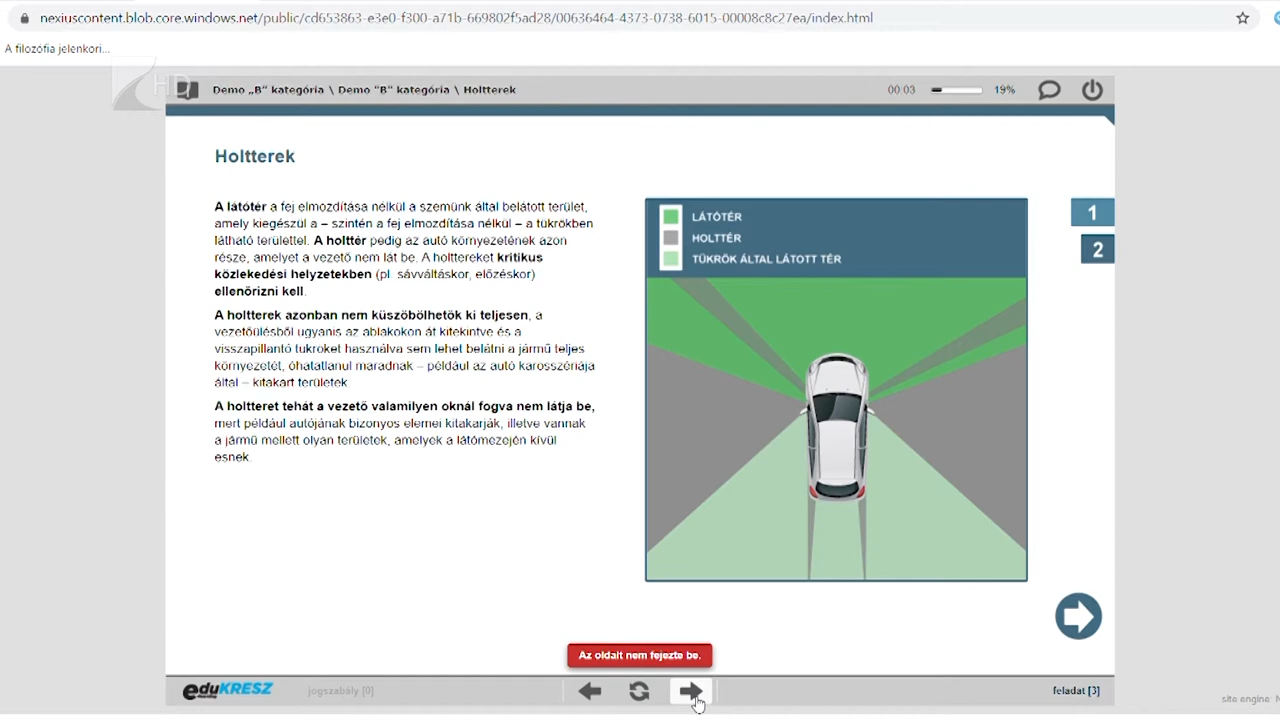 nexiuscontent.blob.core.windows.net/public/cd653863-e3e0-f300-a71b-669802f5ad28/00636464-4373-0738-6015-00008c8c27ea/index.html
A filozófia jelenkori...
HD
Demo „B" kategória \ Demo "B" kategória \ Holtterek
00:03
19%
Holtterek
A látótér a fej elmozdítása nélkül a szemünk által belátott terület,
amely kiegészül a – szintén a fej elmozdítása nélkül – a tükrökben
látható területtel. A holttér pedig az autó környezetének azon
része, amelyet a vezető nem lát be. A holttereket kritikus
közlekedési helyzetekben (pl. sávváltáskor, előzéskor)
ellenőrizni kell.
A holtterek azonban nem küszöbölhetők ki teljesen, a
vezetőülésből ugyanis az ablakokon át kitekintve és a
visszapillantó tükröket használva sem lehet belátni a jármű teljes
környezetét, óhatatlanul maradnak – például az autó karosszériája
által – kitakart területek
A holtteret tehát a vezető valamilyen oknál fogva nem látja be,
mert például autójának bizonyos elemei kitakarják, illetve vannak
a jármű mellett olyan területek, amelyek a látómezején kívül
esnek.
LÁTÓTÉR
HOLTTÉR
TÜKRÖK ÁLTAL LÁTOTT TÉR
1
2
Az oldalt nem fejezte be.
eduKRESZ
jogszabály [0]
feladat [3]
site engine: N